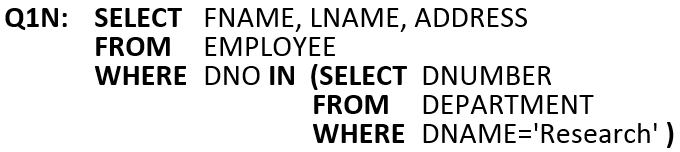 Q1N: SELECT FNAME, LNAME, ADDRESS
FROM EMPLOYEE
WHERE DNO IN (SELECT DNUMBER
FROM DEPARTMENT
WHERE DNAME='Research' )